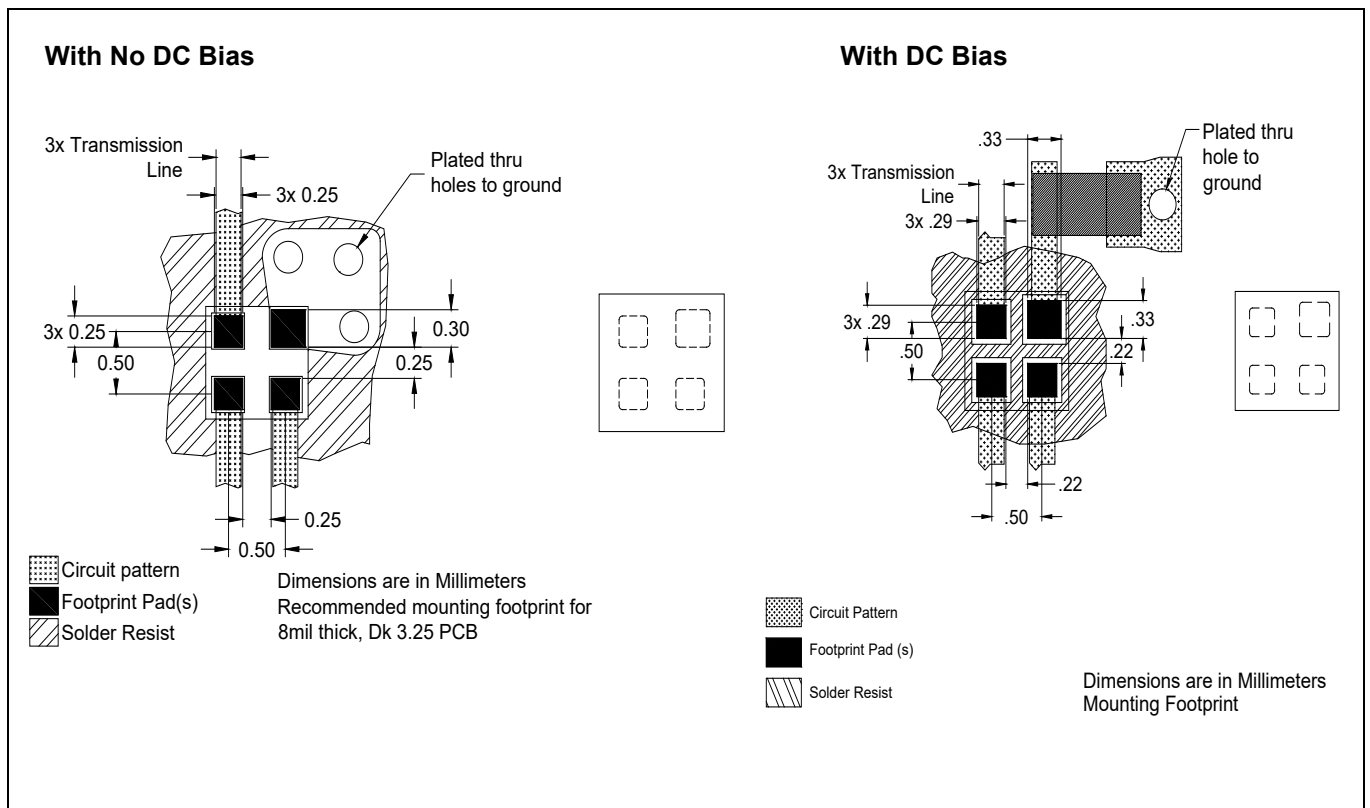 With No DC Bias
3x Transmission
Line
3x 0.25
Plated thru
holes to ground
3x 0.25
0.50
0.30
0.25
0.25
0.50
Circuit pattern
Footprint Pad(s)
Solder Resist
Dimensions are in Millimeters
Recommended mounting footprint for
8mil thick, Dk 3.25 PCB
With DC Bias
.33
3x Transmission
Line
3x .29
Plated thru
hole to
ground
3x .29
.50
.33
.22
.22
.50
Circuit Pattern
Footprint Pad (s)
Solder Resist
Dimensions are in Millimeters
Mounting Footprint